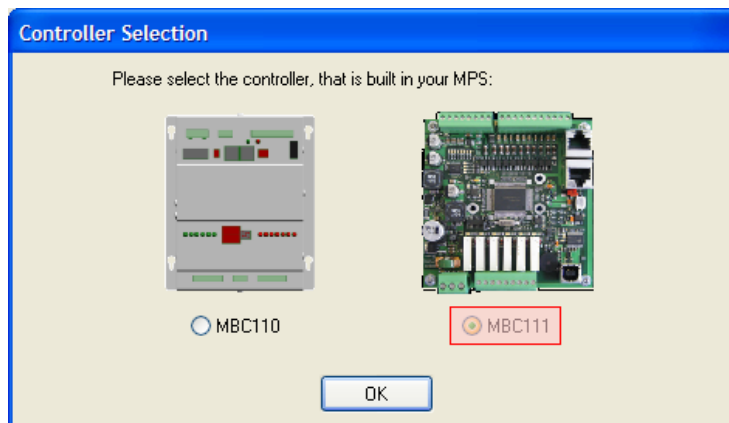 Controller Selection
Please select the controller, that is built in your MPS:
MBC110
MBC111
OK